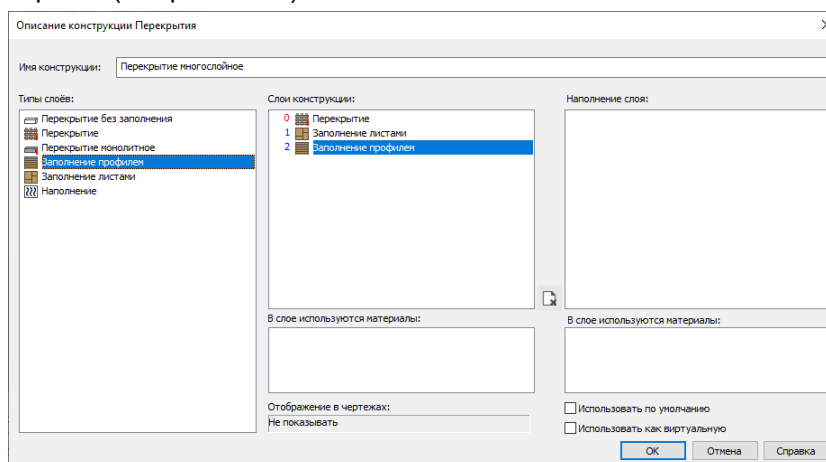 Описание конструкции Перекрытия
Имя конструкции: Перекрытие многослойное
Типы слоёв:
Перекрытие без заполнения
Перекрытие
Перекрытие монолитное
Заполнение профилем
Заполнение листами
Наполнение
Слои конструкции:
0 Перекрытие
1 Заполнение листами
2 Заполнение профилем
Наполнение слоя:
В слое используются материалы:
В слое используются материалы:
Отображение в чертежах:
Не показывать
Использовать по умолчанию
Использовать как виртуальную
OK Отмена Справка